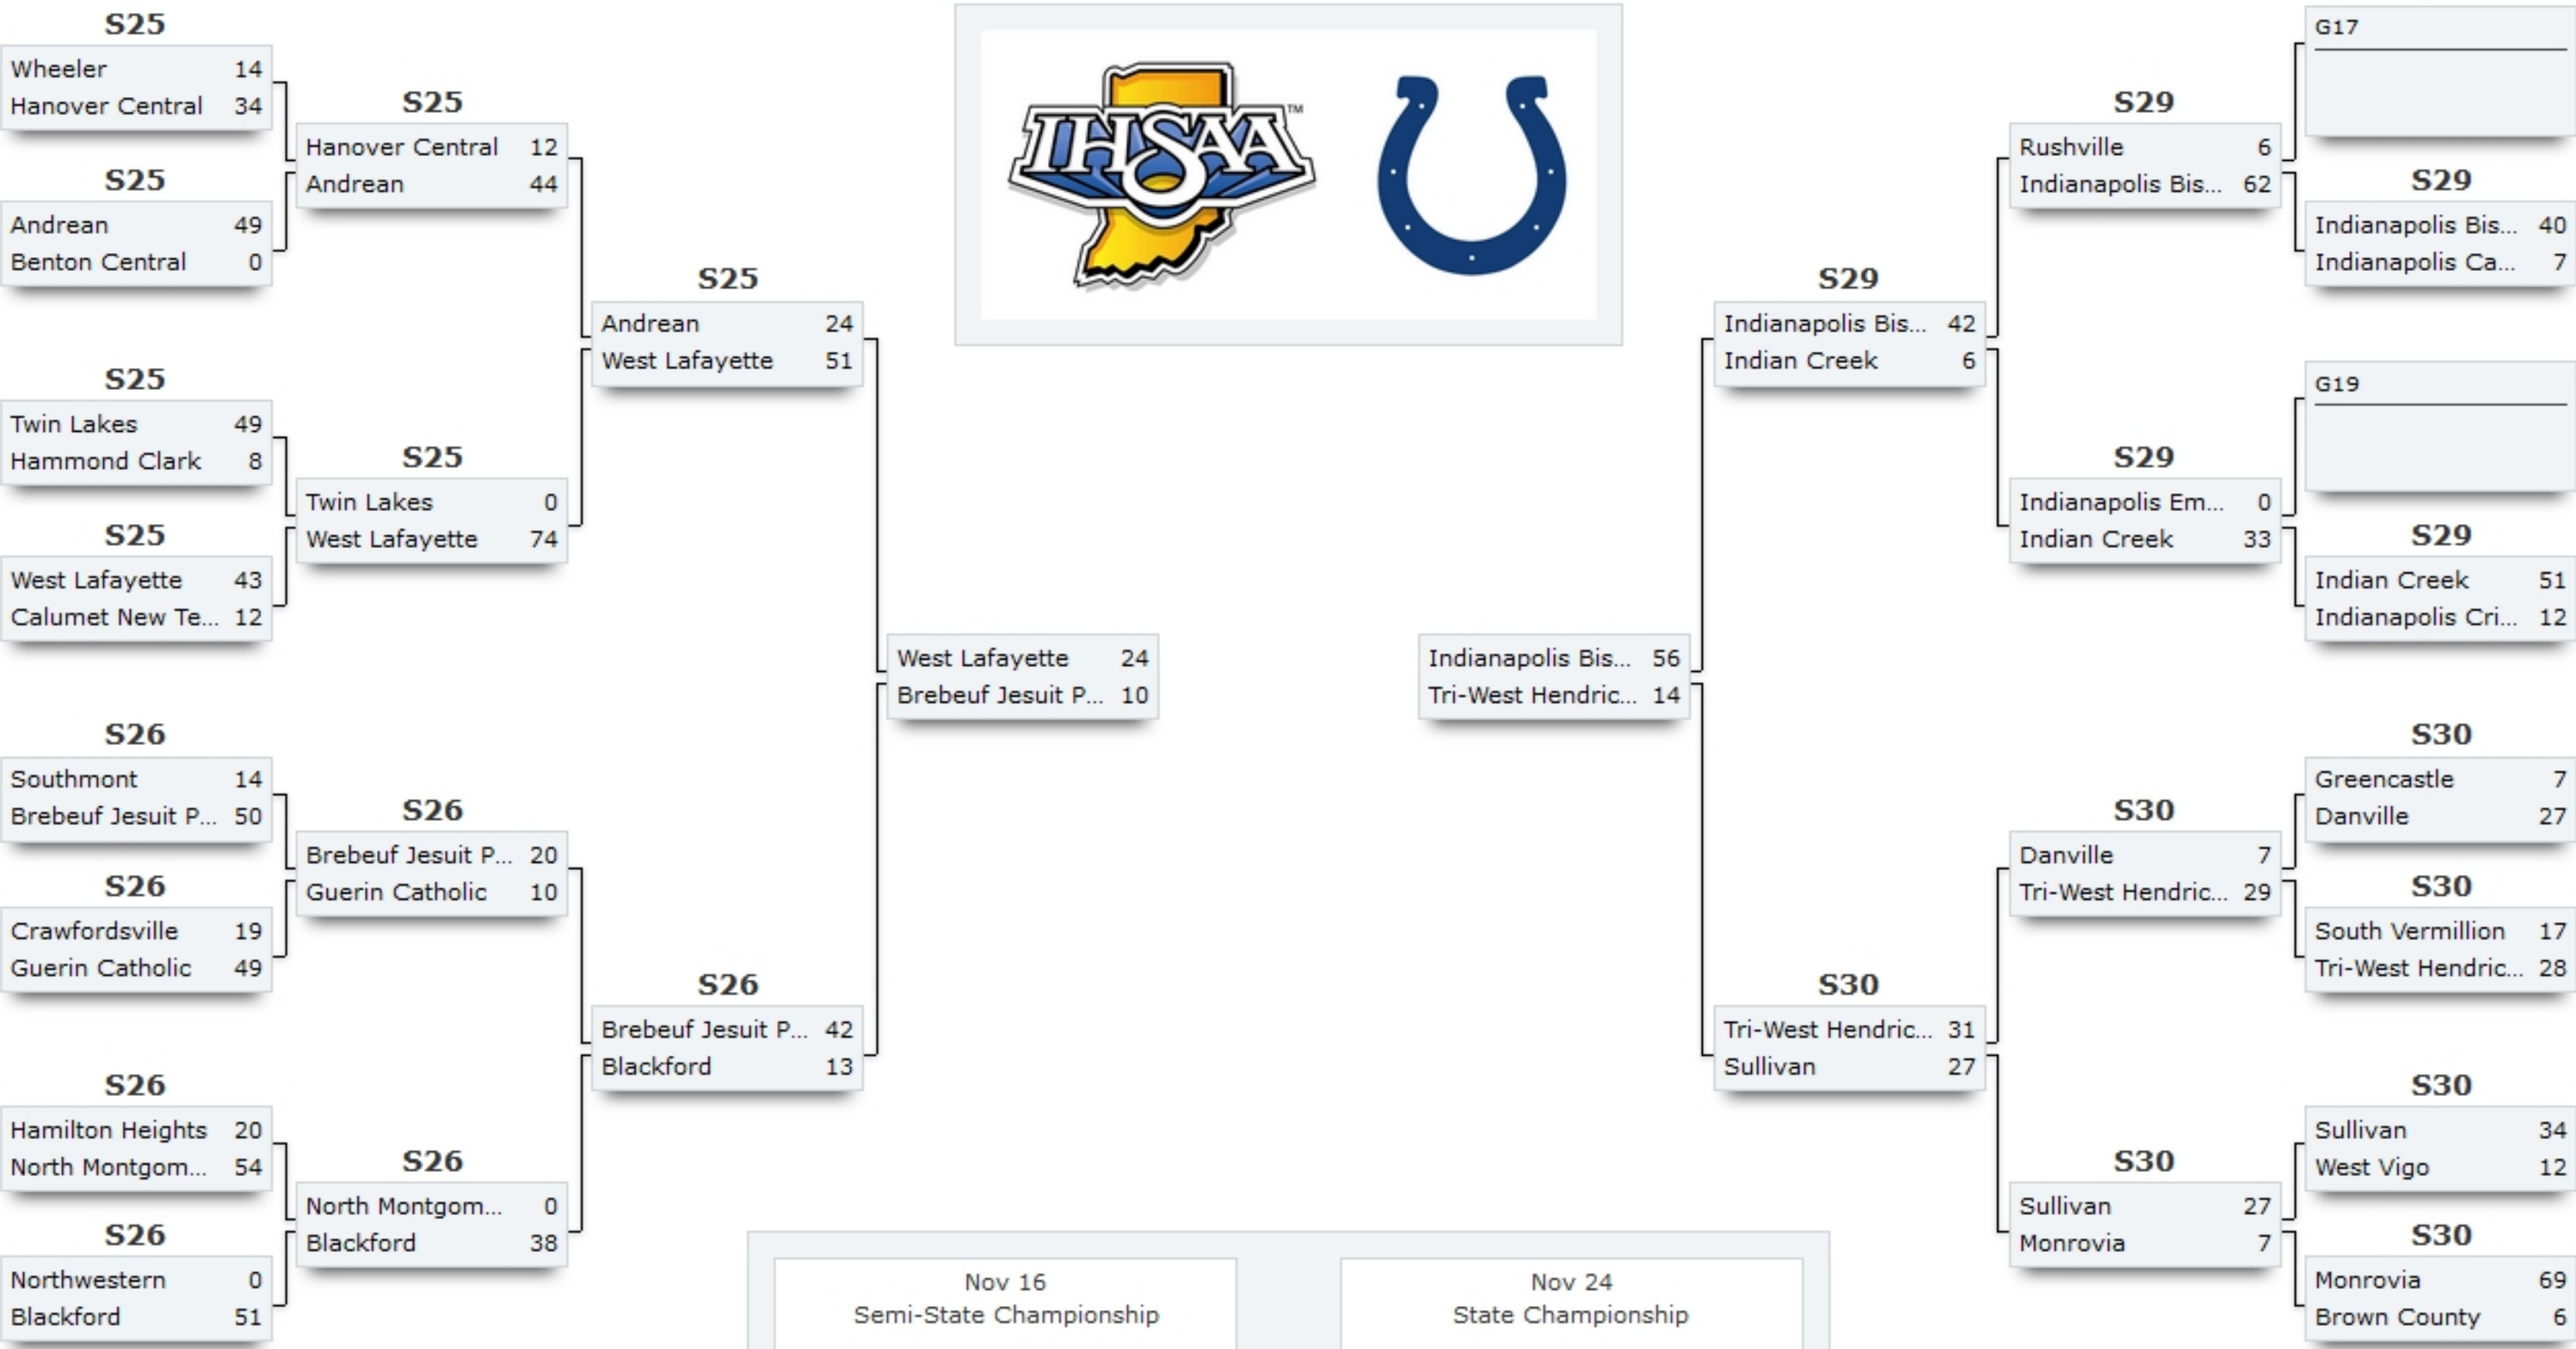 S25
Wheeler 14
Hanover Central 34
S25
Andrean 49
Benton Central 0
S25
Twin Lakes 49
Hammond Clark 8
S25
West Lafayette 43
Calumet New Te... 12
S26
Southmont 14
Brebeuf Jesuit P... 50
S26
Crawfordsville 19
Guerin Catholic 49
S26
Hamilton Heights 20
North Montgom... 54
S26
Northwestern 0
Blackford 51
S25
Hanover Central 12
Andrean 44
S25
Twin Lakes 0
West Lafayette 74
S26
Brebeuf Jesuit P... 20
Guerin Catholic 10
S26
North Montgom... 0
Blackford 38
S25
Andrean 24
West Lafayette 51
S26
Brebeuf Jesuit P... 42
Blackford 13
West Lafayette 24
Brebeuf Jesuit P... 10
IHSAA™
Indianapolis Bis... 56
Tri-West Hendric... 14
S29
Indianapolis Bis... 42
Indian Creek 6
S30
Tri-West Hendric... 31
Sullivan 27
S29
Rushville 6
Indianapolis Bis... 62
S29
Indianapolis Em... 0
Indian Creek 33
S30
Danville 7
Tri-West Hendric... 29
S30
Sullivan 27
Monrovia 7
G17
S29
Indianapolis Bis... 40
Indianapolis Ca... 7
G19
S29
Indian Creek 51
Indianapolis Cri... 12
S30
Greencastle 7
Danville 27
S30
South Vermillion 17
Tri-West Hendric... 28
S30
Sullivan 34
West Vigo 12
S30
Monrovia 69
Brown County 6
Nov 16
Semi-State Championship
Nov 24
State Championship